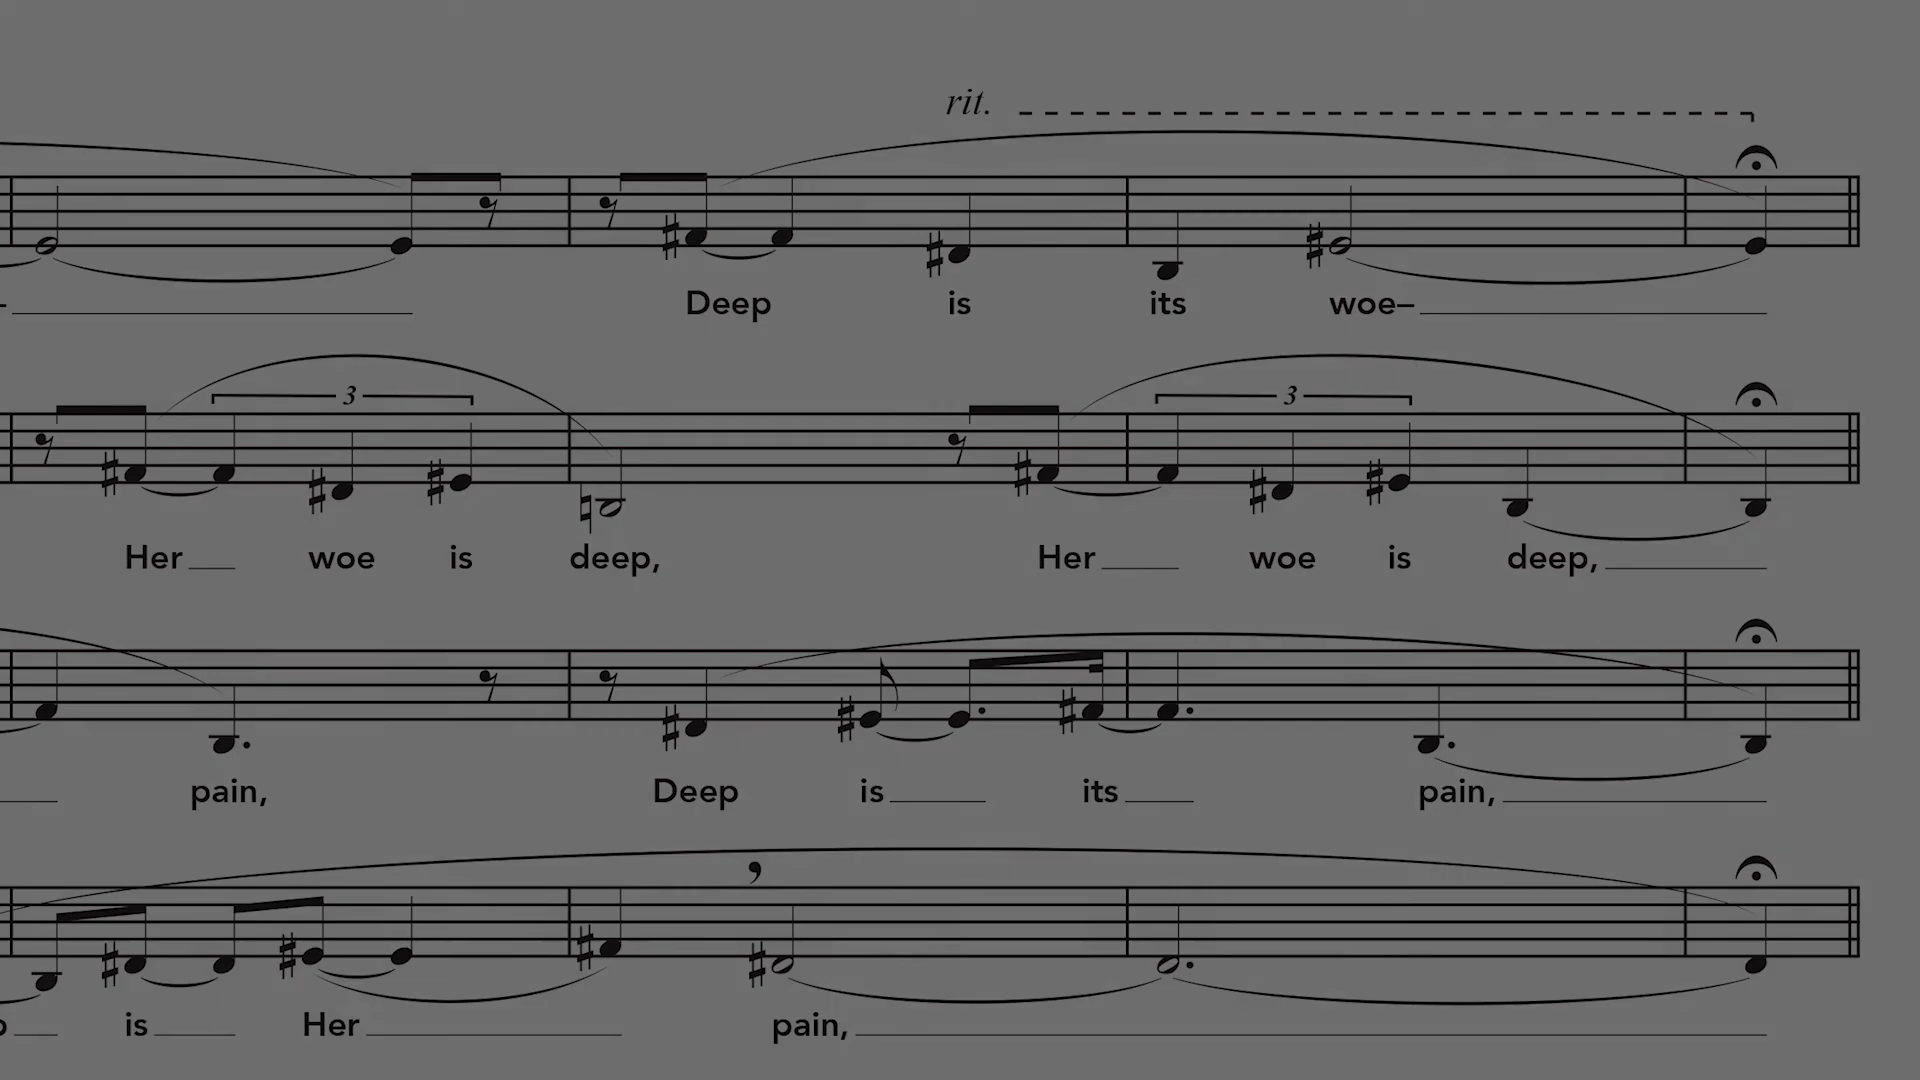 rit.
Deep is its woe–
3 3
Her woe is deep, Her woe is deep,
pain, Deep is its pain,
is Her pain,